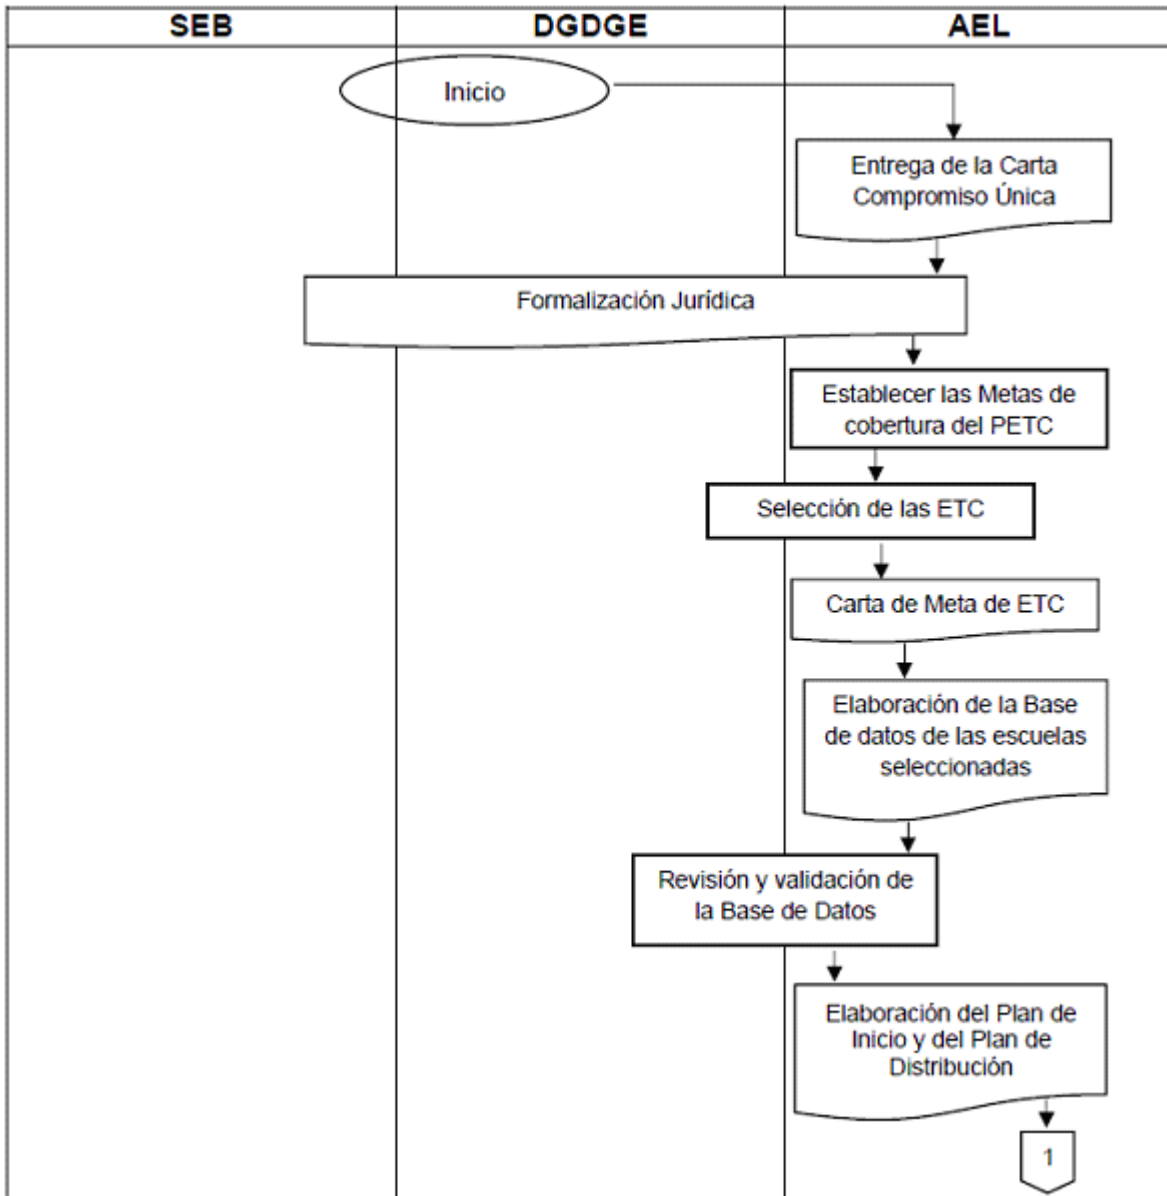 SEB DGDGE AEL
Inicio
Entrega de la Carta
Compromiso Única
Formalización Jurídica
Establecer las Metas de
cobertura del PETC
Selección de las ETC
Carta de Meta de ETC
Elaboración de la Base
de datos de las escuelas
seleccionadas
Revisión y validación de
la Base de Datos
Elaboración del Plan de
Inicio y del Plan de
Distribución
1